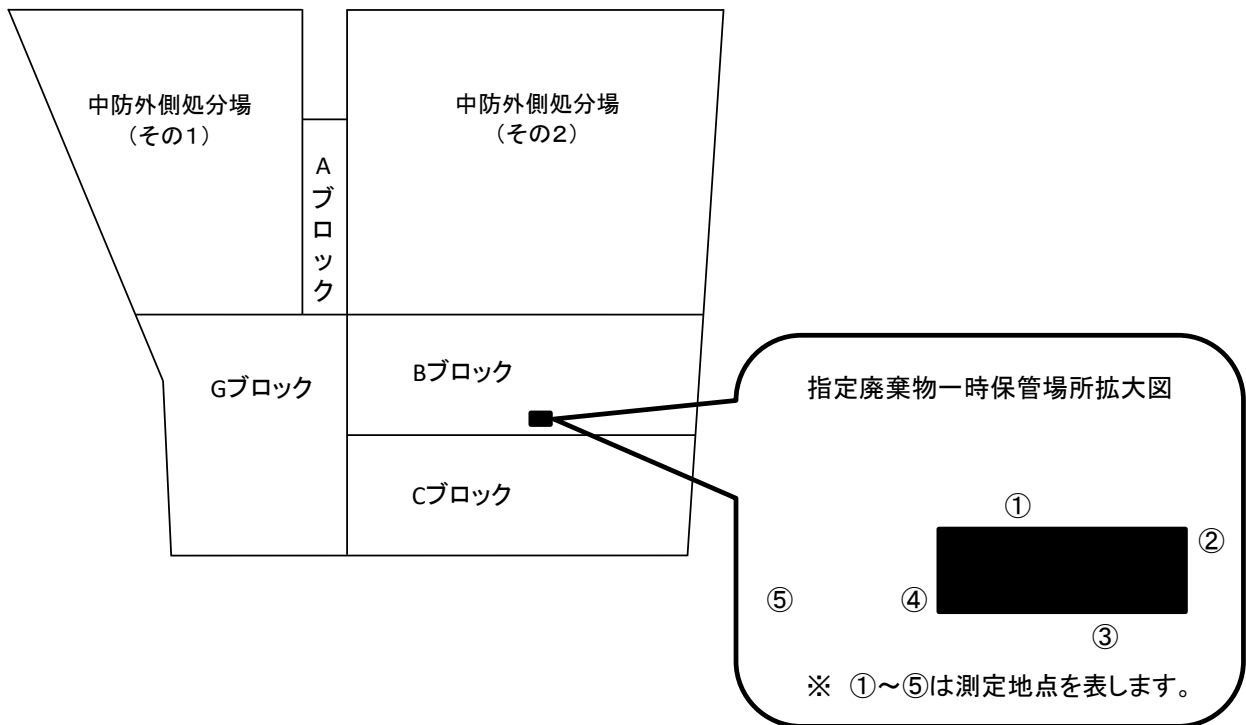 中防外側処分場
（その1）
中防外側処分場
（その2）
Aブロック
Gブロック
Bブロック
Cブロック
指定廃棄物一時保管場所拡大図
①
②
③
④
⑤
※ ①～⑤は測定地点を表します。